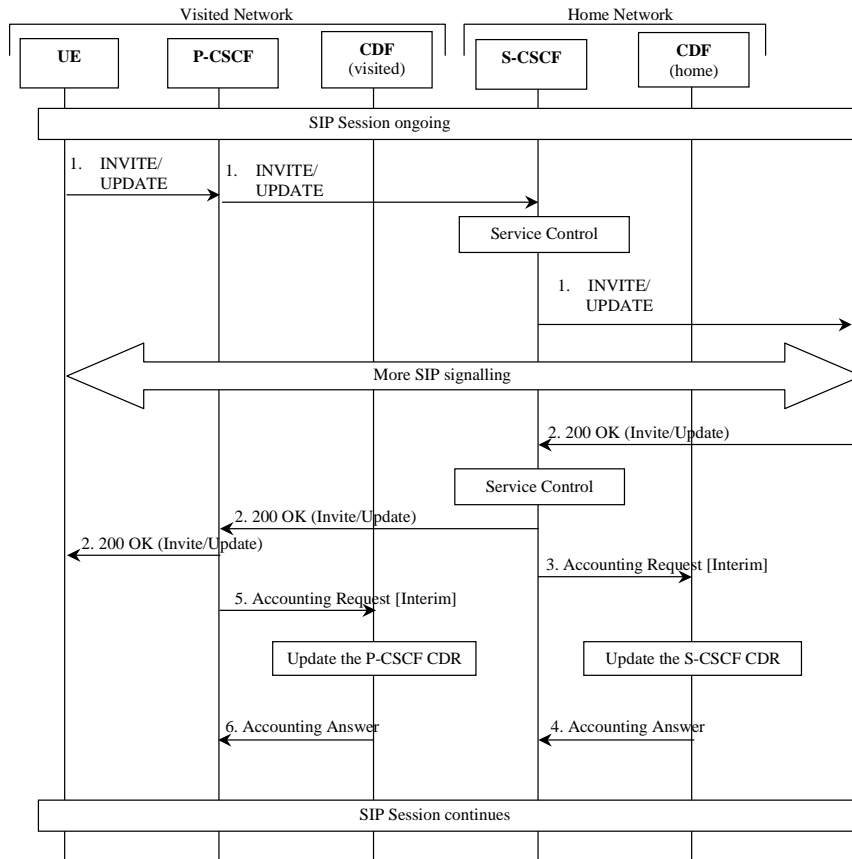 Visited Network
Home Network
UE
P-CSCF
CDF
(visited)
S-CSCF
CDF
(home)
SIP Session ongoing
1. INVITE/
UPDATE
1. INVITE/
UPDATE
Service Control
1. INVITE/
UPDATE
More SIP signalling
2. 200 OK (Invite/Update)
Service Control
2. 200 OK (Invite/Update)
2. 200 OK (Invite/Update)
3. Accounting Request [Interim]
5. Accounting Request [Interim]
Update the P-CSCF CDR
Update the S-CSCF CDR
6. Accounting Answer
4. Accounting Answer
SIP Session continues